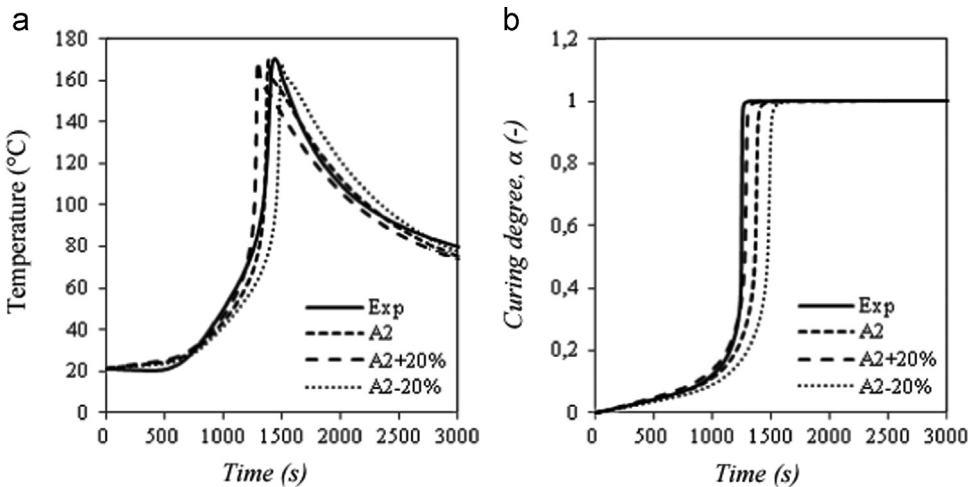 a
180
160
140
120
100
80
60
40
20
0
Temperature (°C)
Exp
A2
A2+20%
A2-20%
0 500 1000 1500 2000 2500 3000
Time (s)
b
1,2
1
0,8
0,6
0,4
0,2
0
Curing degree, α (-)
Exp
A2
A2+20%
A2-20%
0 500 1000 1500 2000 2500 3000
Time (s)